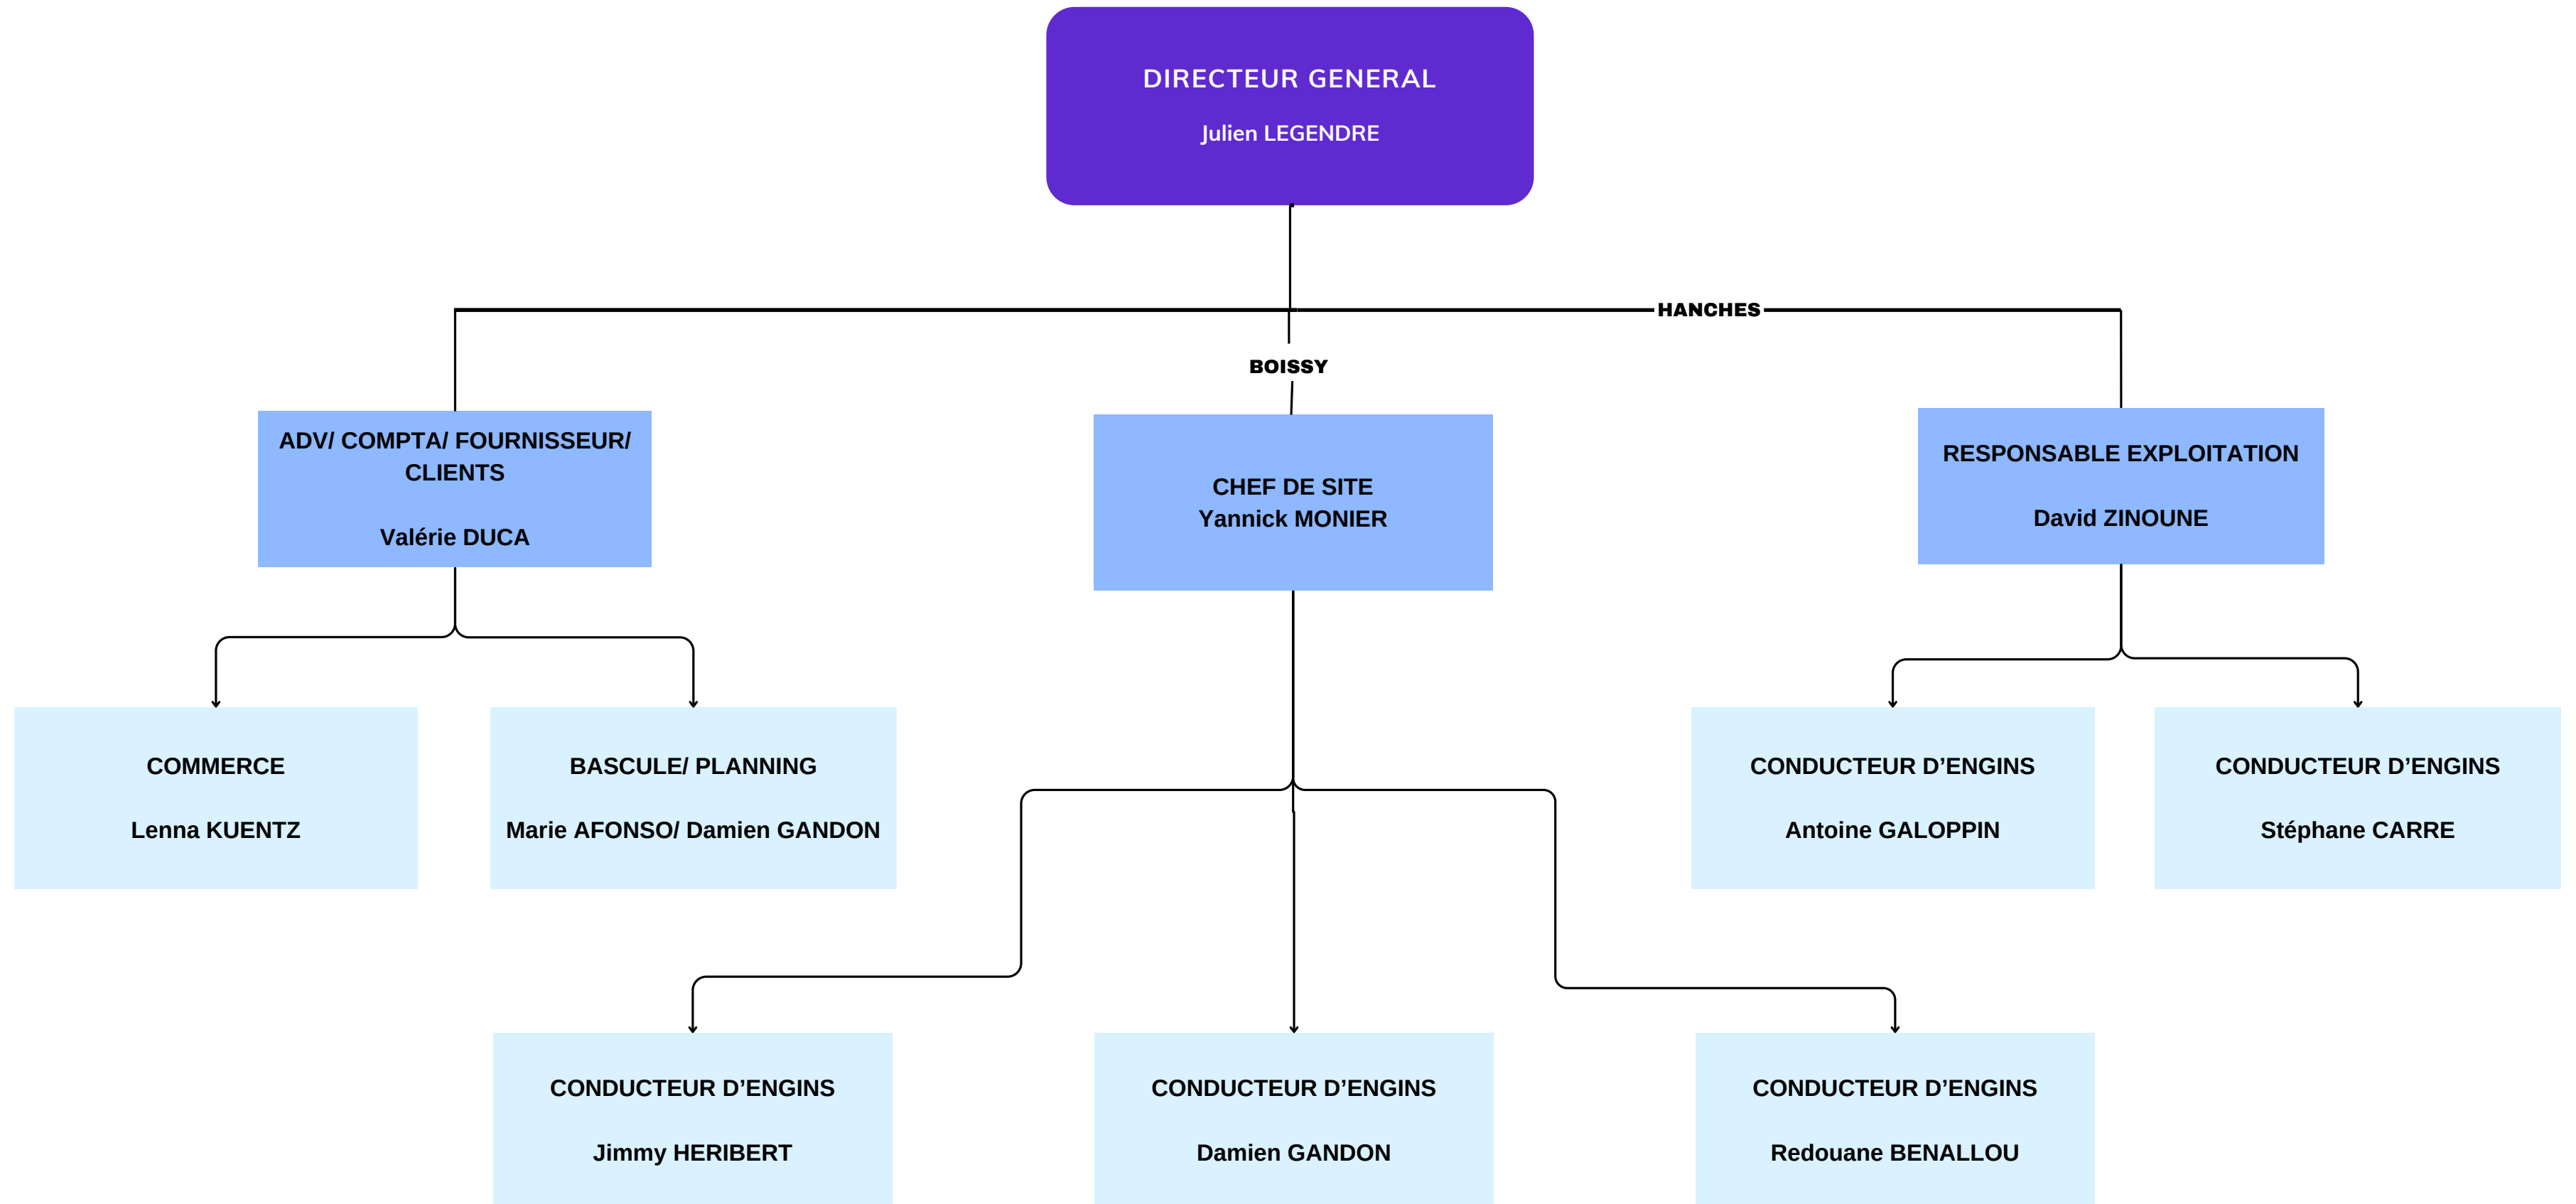 DIRECTEUR GENERAL
Julien LEGENDRE
HANCHES
BOISSY
ADV/ COMPTA/ FOURNISSEUR/
CLIENTS
Valérie DUCA
CHEF DE SITE
Yannick MONIER
RESPONSABLE EXPLOITATION
David ZINOUNE
COMMERCE
Lenna KUENTZ
BASCULE/ PLANNING
Marie AFONSO/ Damien GANDON
CONDUCTEUR D’ENGINS
Antoine GALOPPIN
CONDUCTEUR D’ENGINS
Stéphane CARRE
CONDUCTEUR D’ENGINS
Jimmy HERIBERT
CONDUCTEUR D’ENGINS
Damien GANDON
CONDUCTEUR D’ENGINS
Redouane BENALLOU